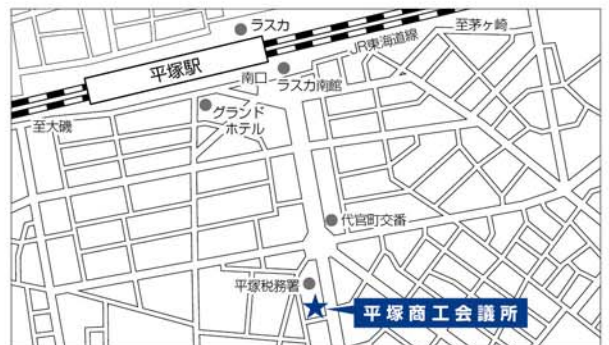 ラスカ
至茅ヶ崎
JR東海道線
平塚駅
南口
ラスカ南館
グランド
ホテル
至大磯
代官町交番
平塚税務署
平塚商工会議所